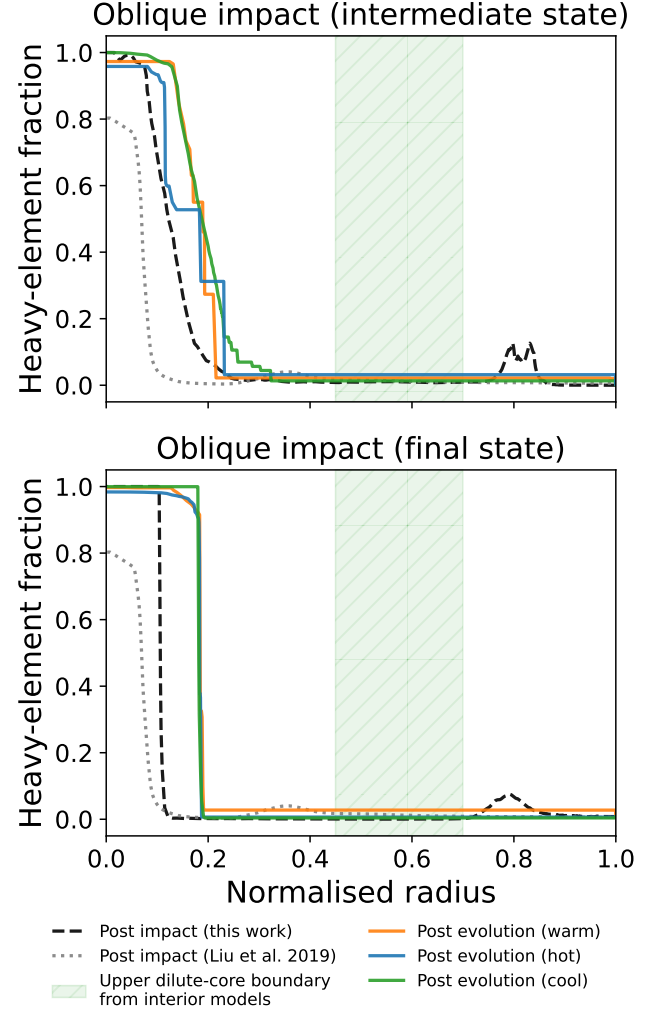 Oblique impact (intermediate state)
1.0
0.8
0.6
0.4
0.2
0.0
Heavy-element fraction
Oblique impact (final state)
1.0
0.8
0.6
0.4
0.2
0.0
Heavy-element fraction
0.0 0.2 0.4 0.6 0.8 1.0
Normalised radius
Post impact (this work)
Post impact (Liu et al. 2019)
Upper dilute-core boundary
from interior models
Post evolution (warm)
Post evolution (hot)
Post evolution (cool)